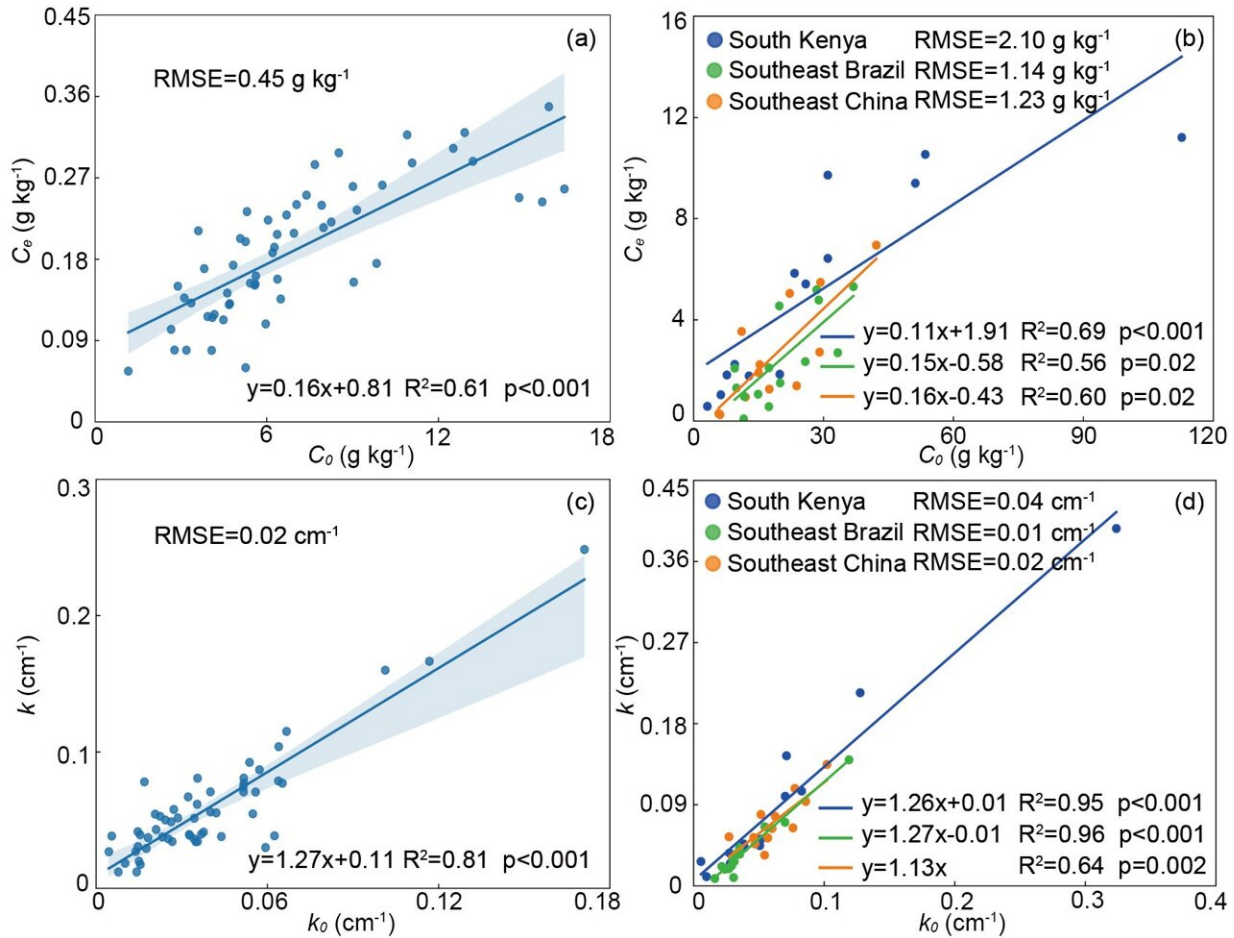 (a)
RMSE=0.45 g kg⁻¹
0.45
0.36
0.27
0.18
0.09
0
Cₑ (g kg⁻¹)
y=0.16x+0.81 R²=0.61 p<0.001
0 6 12 18
C₀ (g kg⁻¹)
(b)
South Kenya RMSE=2.10 g kg⁻¹
Southeast Brazil RMSE=1.14 g kg⁻¹
Southeast China RMSE=1.23 g kg⁻¹
16
12
8
4
0
Cₑ (g kg⁻¹)
y=0.11x+1.91 R²=0.69 p<0.001
y=0.15x-0.58 R²=0.56 p=0.02
y=0.16x-0.43 R²=0.60 p=0.02
0 30 60 90 120
C₀ (g kg⁻¹)
(c)
RMSE=0.02 cm⁻¹
0.3
0.2
0.1
0
k (cm⁻¹)
y=1.27x+0.11 R²=0.81 p<0.001
0 0.06 0.12 0.18
k₀ (cm⁻¹)
(d)
South Kenya RMSE=0.04 cm⁻¹
Southeast Brazil RMSE=0.01 cm⁻¹
Southeast China RMSE=0.02 cm⁻¹
0.45
0.36
0.27
0.18
0.09
0
k (cm⁻¹)
y=1.26x+0.01 R²=0.95 p<0.001
y=1.27x-0.01 R²=0.96 p<0.001
y=1.13x R²=0.64 p=0.002
0 0.1 0.2 0.3 0.4
k₀ (cm⁻¹)